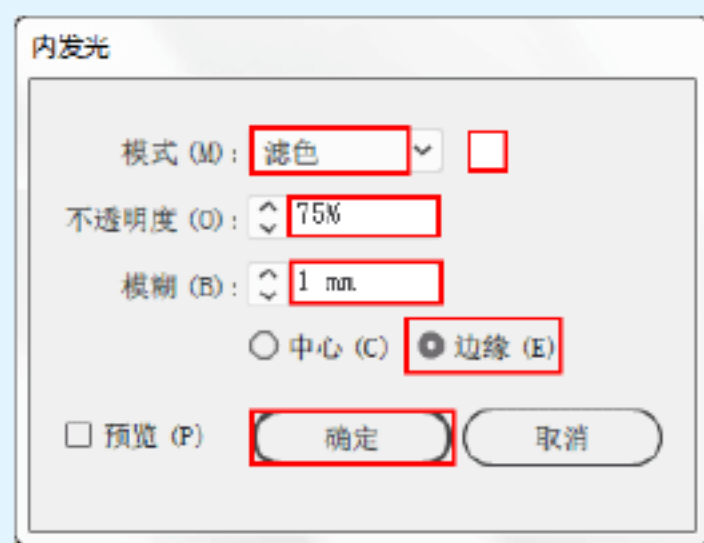 内发光
模式 (M)： 滤色
不透明度 (O)： 75%
模糊 (B)： 1 mm
中心 (C) 边缘 (E)
预览 (P) 确定 取消